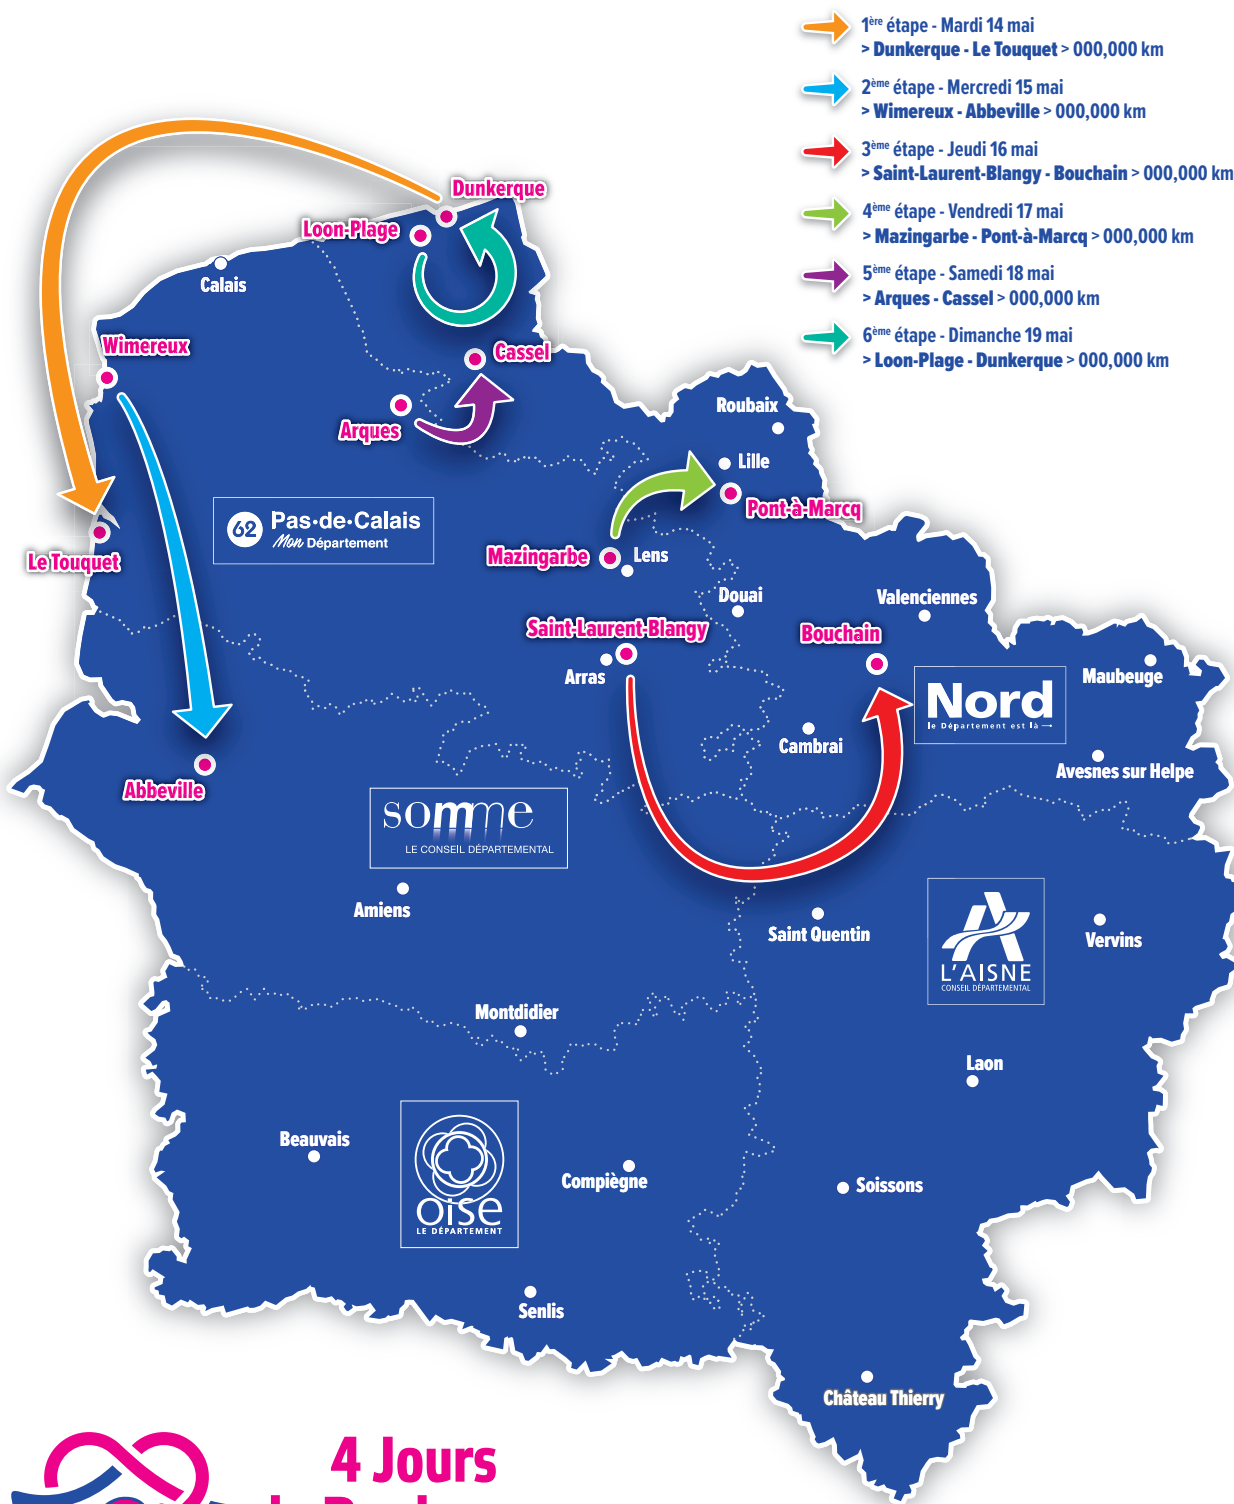 1ère étape - Mardi 14 mai
> Dunkerque - Le Touquet > 000,000 km
2ème étape - Mercredi 15 mai
> Wimereux - Abbeville > 000,000 km
3ème étape - Jeudi 16 mai
> Saint-Laurent-Blangy - Bouchain > 000,000 km
4ème étape - Vendredi 17 mai
> Mazingarbe - Pont-à-Marcq > 000,000 km
5ème étape - Samedi 18 mai
> Arques - Cassel > 000,000 km
6ème étape - Dimanche 19 mai
> Loon-Plage - Dunkerque > 000,000 km
Dunkerque
Loon-Plage
Calais
Wimereux
Cassel
Arques
Roubaix
Lille
Pont-à-Marcq
62 Pas-de-Calais
Mon Département
Le Touquet
Mazingarbe
Lens
Douai
Valenciennes
Saint-Laurent-Blangy
Bouchain
Arras
Maubeuge
Nord
le Département est là →
Cambrai
Avesnes sur Helpe
Abbeville
somme
LE CONSEIL DÉPARTEMENTAL
Amiens
Saint Quentin
Vervins
L'AISNE
CONSEIL DÉPARTEMENTAL
Montdidier
Laon
Beauvais
Compiègne
Soissons
oise
LE DÉPARTEMENT
Senlis
Château Thierry
4 Jours